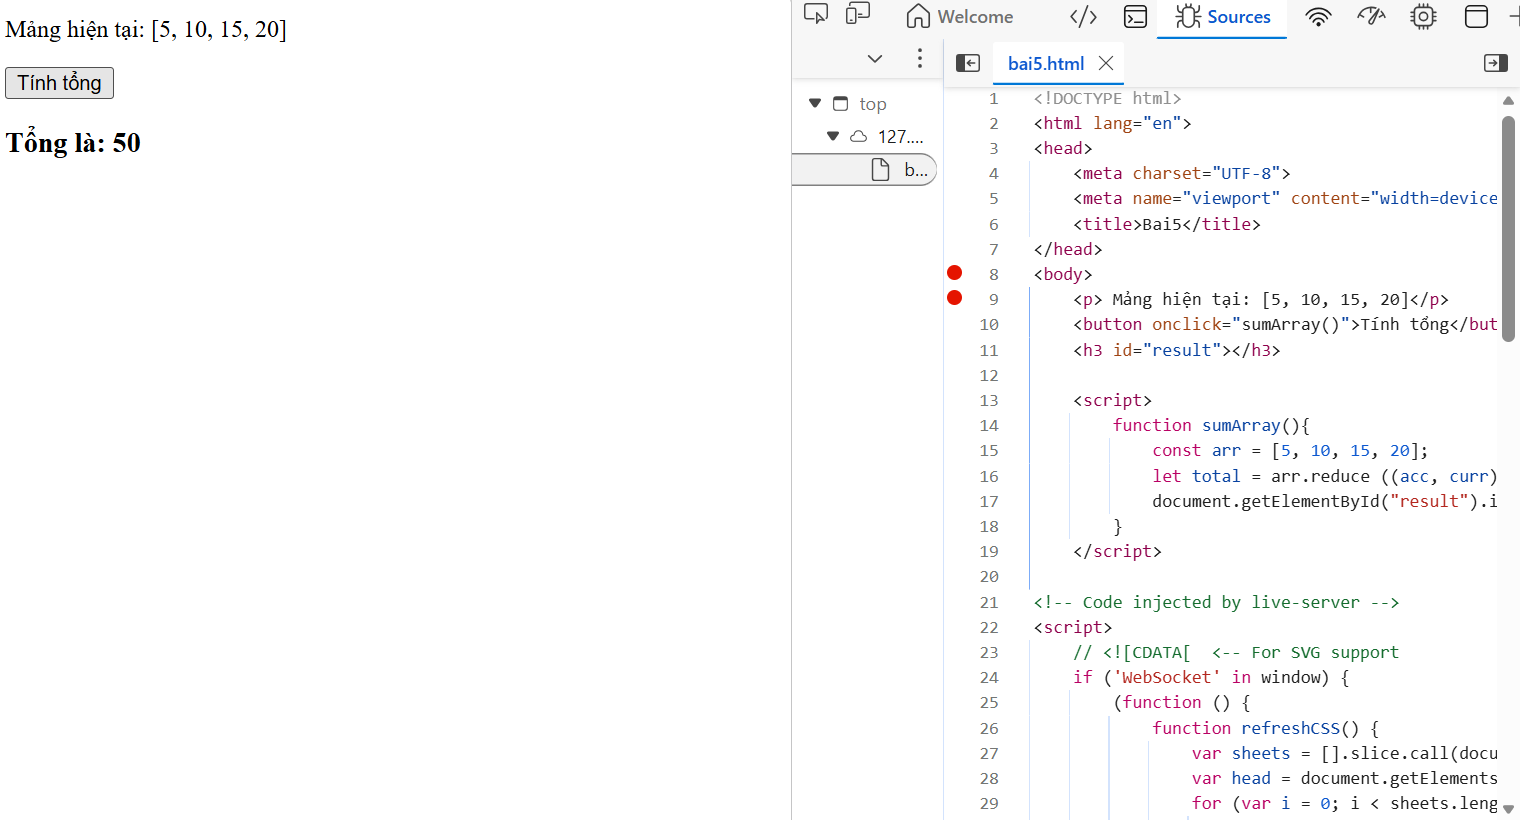 Mảng hiện tại: [5, 10, 15, 20]
Tính tổng
Tổng là: 50
Welcome
Sources
bai5.html
top
127....
b...
1 <!DOCTYPE html>
2 <html lang="en">
3 <head>
4 <meta charset="UTF-8">
5 <meta name="viewport" content="width=device
6 <title>Bai5</title>
7 </head>
8 <body>
9 <p> Mảng hiện tại: [5, 10, 15, 20]</p>
10 <button onclick="sumArray()">Tính tổng</but
11 <h3 id="result"></h3>
12
13 <script>
14 function sumArray(){
15 const arr = [5, 10, 15, 20];
16 let total = arr.reduce ((acc, curr)
17 document.getElementById("result").i
18 }
19 </script>
20
21 <!-- Code injected by live-server -->
22 <script>
23 // <![CDATA[  <-- For SVG support
24 if ('WebSocket' in window) {
25 (function () {
26 function refreshCSS() {
27 var sheets = [].slice.call(docu
28 var head = document.getElements
29 for (var i = 0; i < sheets.leng